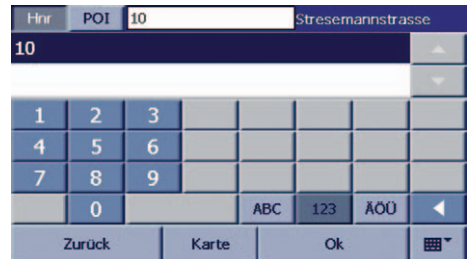 Hnr POI 10 Stresemannstrasse
10
1 2 3
4 5 6
7 8 9
0 ABC 123 ÄÖÜ
Zurück Karte Ok